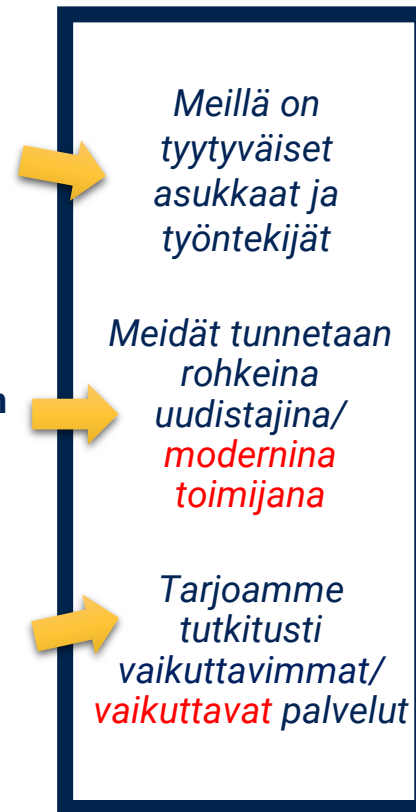 Meillä on
tyytyväiset
asukkaat ja
työntekijät
Meidät tunnetaan
rohkeina
uudistajina/
modernina
toimijana
Tarjoamme
tutkitusti
vaikuttavimmat/
vaikuttavat palvelut